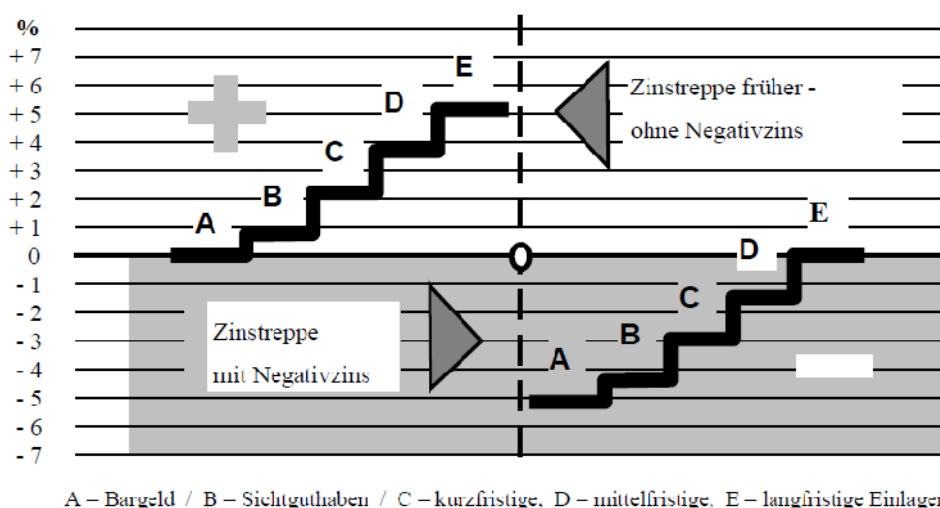 %
+ 7
+ 6
+ 5
+ 4
+ 3
+ 2
+ 1
0
- 1
- 2
- 3
- 4
- 5
- 6
- 7
A
B
C
D
E
Zinstreppe früher -
ohne Negativzins
Zinstreppe
mit Negativzins
A
B
C
D
E
A – Bargeld / B – Sichtguthaben / C – kurzfristige, D – mittelfristige, E – langfristige Einlagen